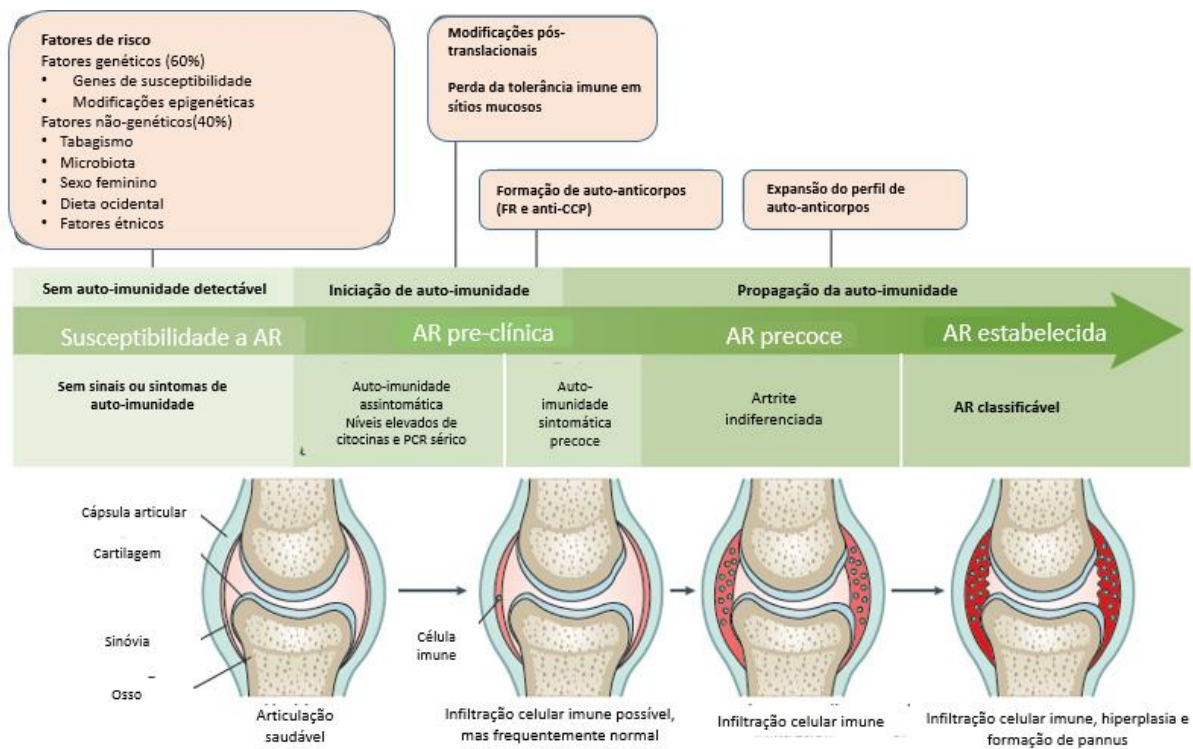 Fatores de risco
Fatores genéticos (60%)
• Genes de susceptibilidade
• Modificações epigenéticas
Fatores não-genéticos(40%)
• Tabagismo
• Microbiota
• Sexo feminino
• Dieta ocidental
• Fatores étnicos
Modificações pós-
translacionais
Perda da tolerância imune em
sítios mucosos
Formação de auto-anticorpos
(FR e anti-CCP)
Expansão do perfil de
auto-anticorpos
Sem auto-imunidade detectável
Iniciação de auto-imunidade
Propagação da auto-imunidade
Susceptibilidade a AR
AR pre-clínica
AR precoce
AR estabelecida
Sem sinais ou sintomas de
auto-imunidade
Auto-imunidade
assintomática
Níveis elevados de
citocinas e PCR sérico
Auto-
imunidade
sintomática
precoce
Artrite
indiferenciada
AR classificável
Cápsula articular
Cartilagem
Sinóvia
Osso
Célula
imune
Articulação
saudável
Infiltração celular imune possível,
mas frequentemente normal
Infiltração celular imune
Infiltração celular imune, hiperplasia e
formação de pannus